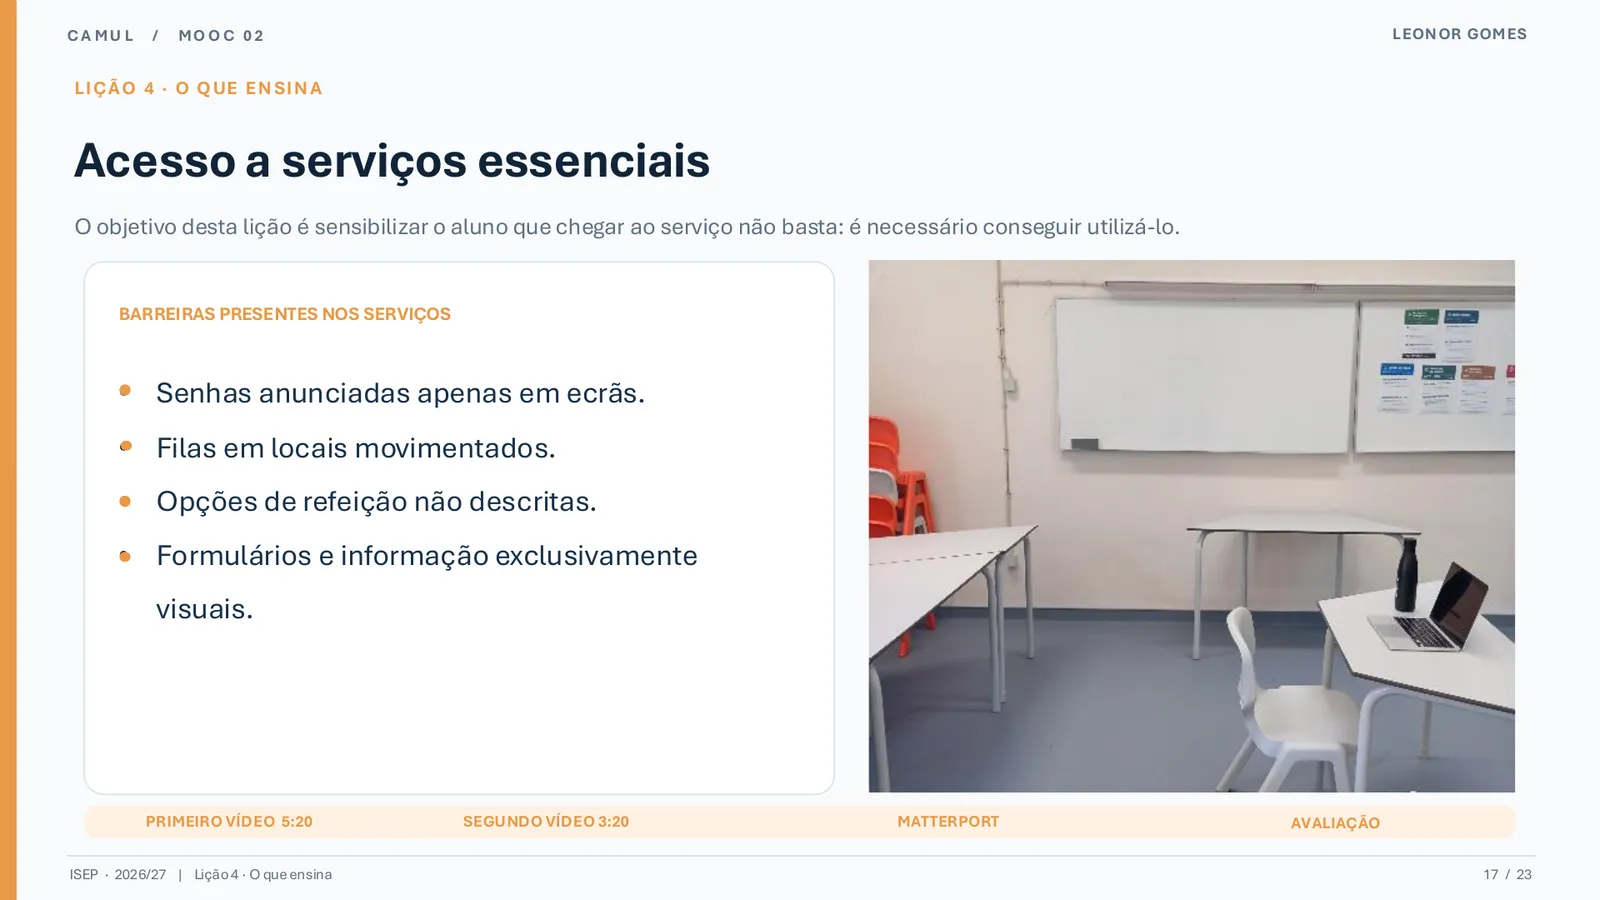 CAMUL / MOOC 02
LEONOR GOMES
LIÇÃO 4 · O QUE ENSINA
Acesso a serviços essenciais
O objetivo desta lição é sensibilizar o aluno que chegar ao serviço não basta: é necessário conseguir utilizá-lo.
BARREIRAS PRESENTES NOS SERVIÇOS
Senhas anunciadas apenas em ecrãs.
Filas em locais movimentados.
Opções de refeição não descritas.
Formulários e informação exclusivamente
visuais.
PRIMEIRO VÍDEO 5:20
SEGUNDO VÍDEO 3:20
MATTERPORT
AVALIAÇÃO
ISEP · 2026/27 | Lição 4 · O que ensina
17 / 23